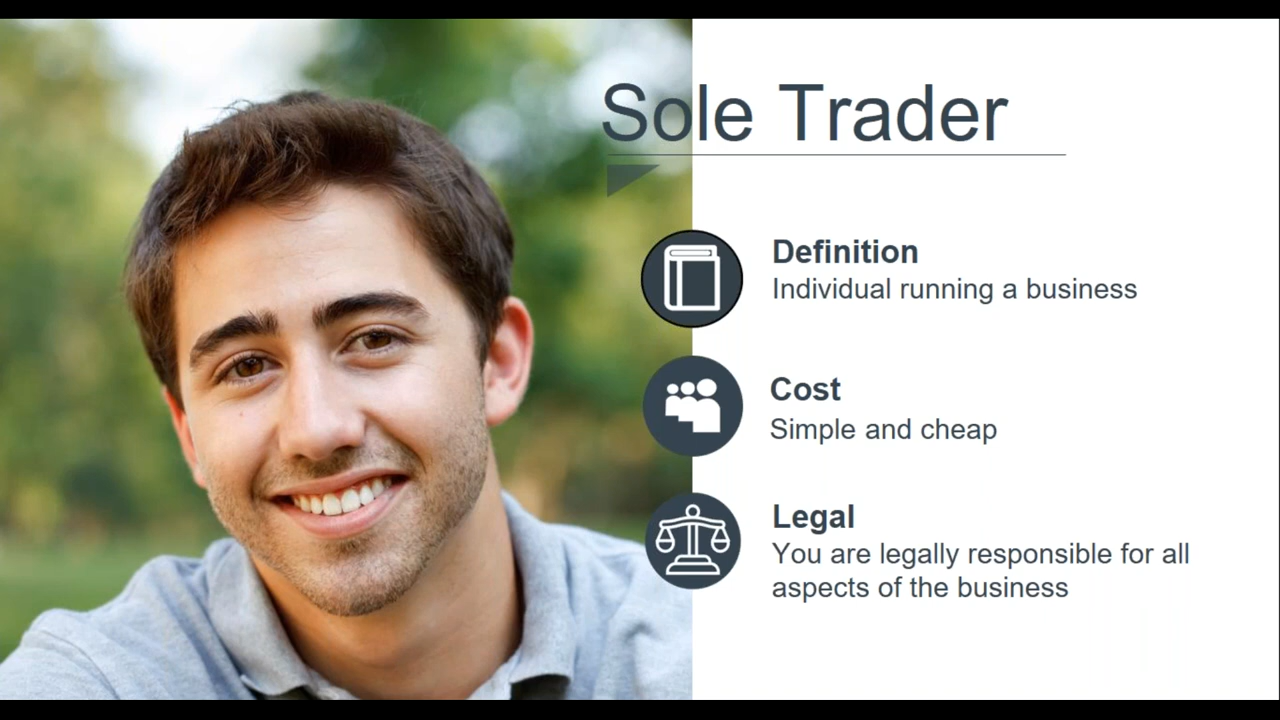 Sole Trader
Definition
Individual running a business
Cost
Simple and cheap
Legal
You are legally responsible for all
aspects of the business